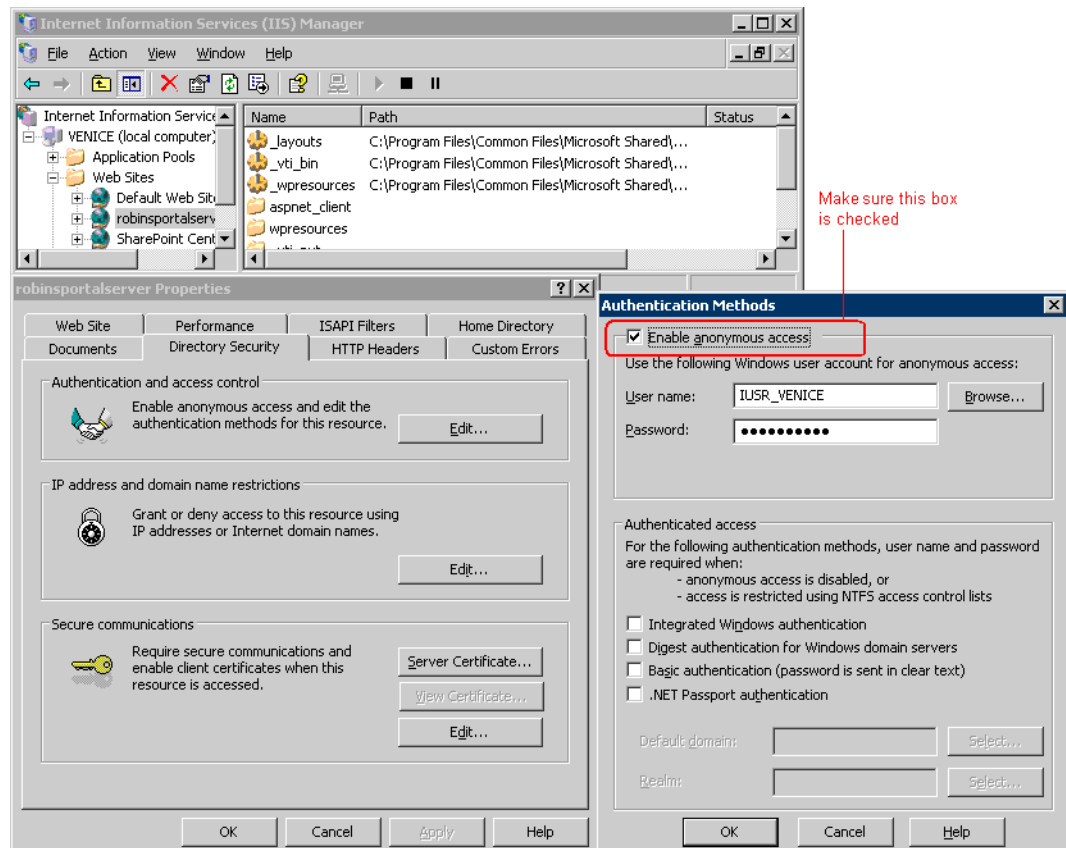 Internet Information Services (IIS) Manager
File Action View Window Help
Internet Information Service
VENICE (local computer)
Application Pools
Web Sites
Default Web Sit
robinsportalserv
SharePoint Cent
Name Path Status
_layouts C:\Program Files\Common Files\Microsoft Shared\...
_vti_bin C:\Program Files\Common Files\Microsoft Shared\...
_wpresources C:\Program Files\Common Files\Microsoft Shared\...
aspnet_client
wpresources
Make sure this box
is checked
robinsportalserver Properties
Web Site Performance ISAPI Filters Home Directory
Documents Directory Security HTTP Headers Custom Errors
Authentication and access control
Enable anonymous access and edit the
authentication methods for this resource.
Edit...
IP address and domain name restrictions
Grant or deny access to this resource using
IP addresses or Internet domain names.
Edit...
Secure communications
Require secure communications and
enable client certificates when this
resource is accessed.
Server Certificate...
View Certificate...
Edit...
OK Cancel Apply Help
Authentication Methods
Enable anonymous access
Use the following Windows user account for anonymous access:
User name: IUSR_VENICE Browse...
Password: ●●●●●●●●●●
Authenticated access
For the following authentication methods, user name and password
are required when:
- anonymous access is disabled, or
- access is restricted using NTFS access control lists
Integrated Windows authentication
Digest authentication for Windows domain servers
Basic authentication (password is sent in clear text)
.NET Passport authentication
Default domain: Select...
Realm: Select...
OK Cancel Help